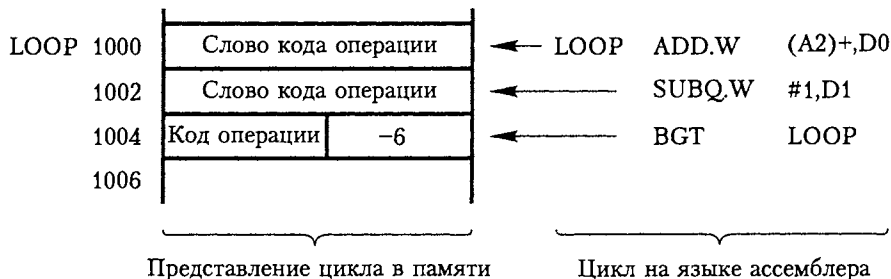 LOOP 1000 Слово кода операции LOOP ADD.W (A2)+,D0
1002 Слово кода операции SUBQ.W #1,D1
1004 Код операции −6 BGT LOOP
1006
Представление цикла в памяти Цикл на языке ассемблера